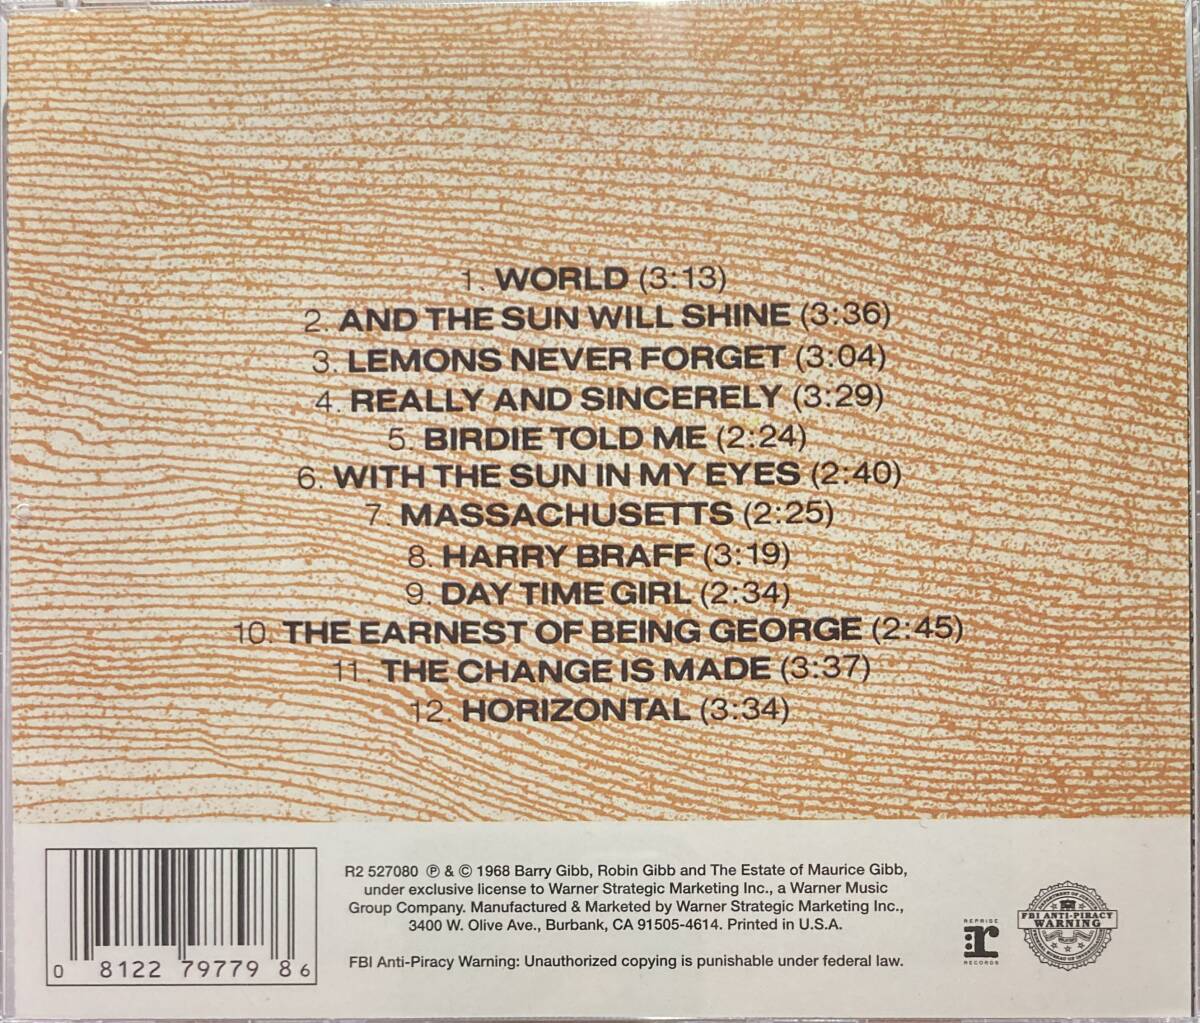 1. WORLD (3:13)
2. AND THE SUN WILL SHINE (3:36)
3. LEMONS NEVER FORGET (3:04)
4. REALLY AND SINCERELY (3:29)
5. BIRDIE TOLD ME (2:24)
6. WITH THE SUN IN MY EYES (2:40)
7. MASSACHUSETTS (2:25)
8. HARRY BRAFF (3:19)
9. DAY TIME GIRL (2:34)
10. THE EARNEST OF BEING GEORGE (2:45)
11. THE CHANGE IS MADE (3:37)
12. HORIZONTAL (3:34)
R2 527080 ℗ & © 1968 Barry Gibb, Robin Gibb and The Estate of Maurice Gibb,
under exclusive license to Warner Strategic Marketing Inc., a Warner Music
Group Company. Manufactured & Marketed by Warner Strategic Marketing Inc.,
3400 W. Olive Ave., Burbank, CA 91505-4614. Printed in U.S.A.
FBI Anti-Piracy Warning: Unauthorized copying is punishable under federal law.
0 8122 79779 8 6
REPRISE
r
RECORDS
FBI ANTI-PIRACY
WARNING